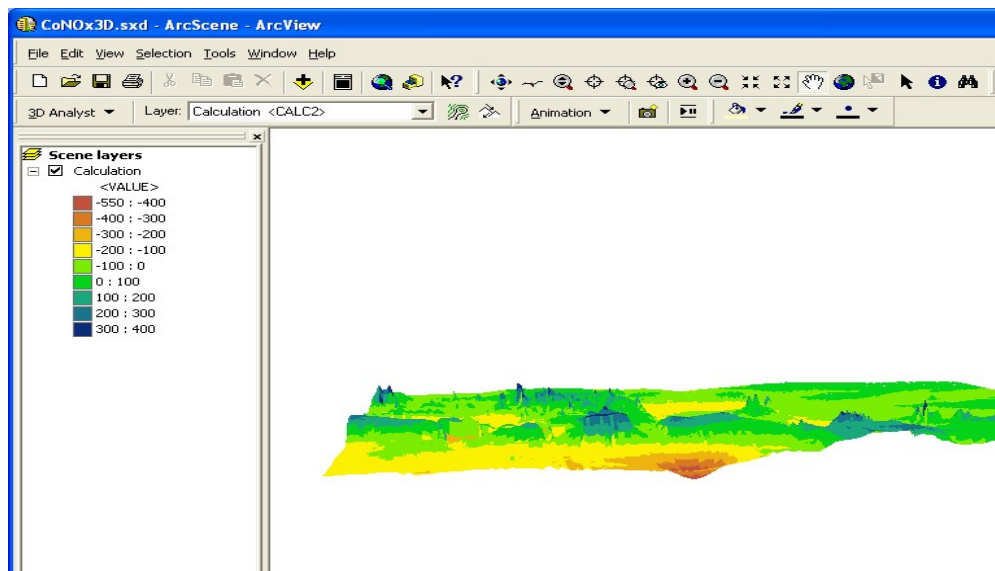 CoNOx3D.sxd - ArcScene - ArcView
File Edit View Selection Tools Window Help
3D Analyst Layer: Calculation <CALC2> Animation
Scene layers
Calculation
<VALUE>
-550 : -400
-400 : -300
-300 : -200
-200 : -100
-100 : 0
0 : 100
100 : 200
200 : 300
300 : 400